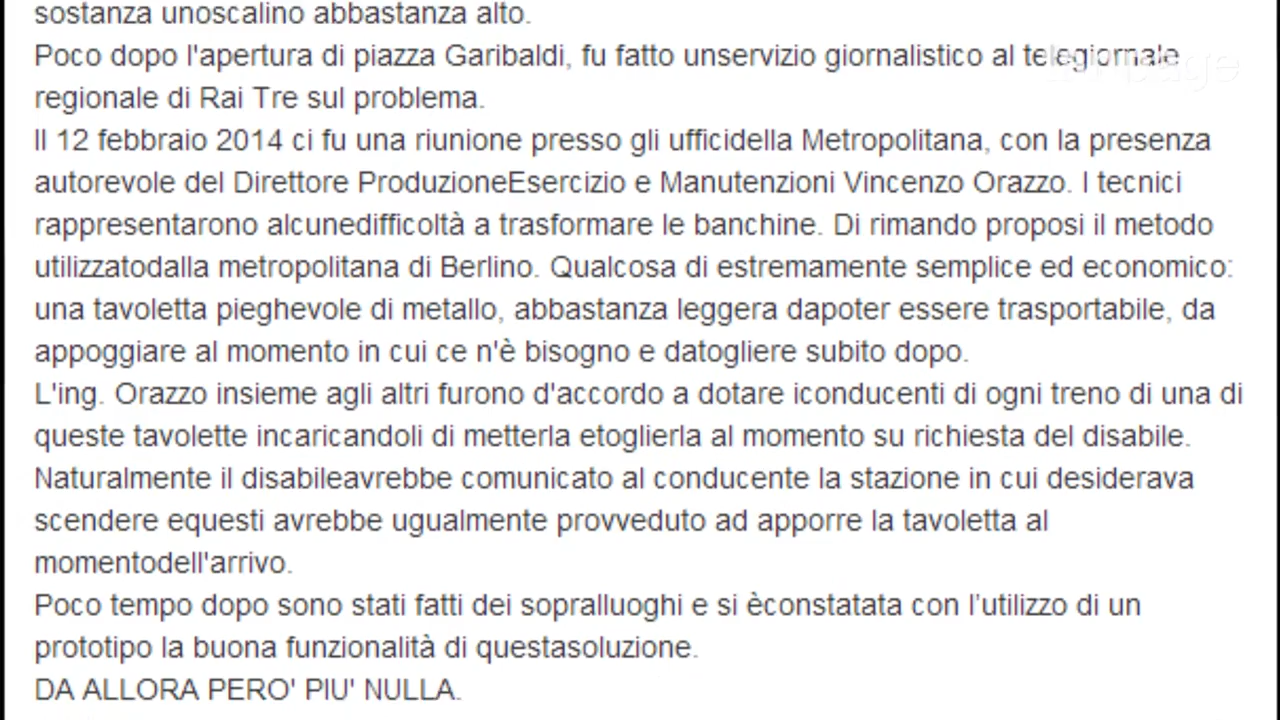 sostanza unoscalino abbastanza alto.
Poco dopo l'apertura di piazza Garibaldi, fu fatto unservizio giornalistico al telegiornale
regionale di Rai Tre sul problema.
Il 12 febbraio 2014 ci fu una riunione presso gli ufficidella Metropolitana, con la presenza
autorevole del Direttore ProduzioneEsercizio e Manutenzioni Vincenzo Orazzo. I tecnici
rappresentarono alcunedifficoltà a trasformare le banchine. Di rimando proposi il metodo
utilizzatodalla metropolitana di Berlino. Qualcosa di estremamente semplice ed economico:
una tavoletta pieghevole di metallo, abbastanza leggera dapoter essere trasportabile, da
appoggiare al momento in cui ce n'è bisogno e datogliere subito dopo.
L'ing. Orazzo insieme agli altri furono d'accordo a dotare iconducenti di ogni treno di una di
queste tavolette incaricandoli di metterla etoglierla al momento su richiesta del disabile.
Naturalmente il disabileavrebbe comunicato al conducente la stazione in cui desiderava
scendere equesti avrebbe ugualmente provveduto ad apporre la tavoletta al
momentodell'arrivo.
Poco tempo dopo sono stati fatti dei sopralluoghi e si èconstatata con l’utilizzo di un
prototipo la buona funzionalità di questasoluzione.
DA ALLORA PERO' PIU' NULLA.